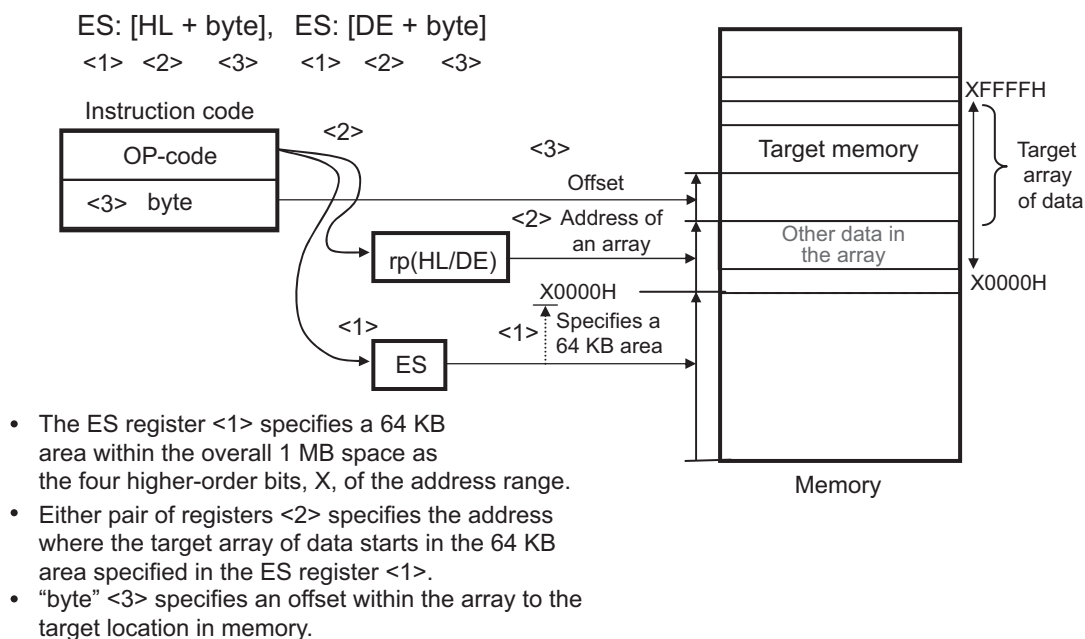 ES: [HL + byte], ES: [DE + byte]
<1> <2> <3> <1> <2> <3>
Instruction code
OP-code
<3> byte
<2>
<3>
Offset
<2> Address of
an array
rp(HL/DE)
X0000H
<1>
<1> Specifies a
64 KB area
ES
XFFFFH
Target memory
Target
array
of data
Other data in
the array
X0000H
Memory
• The ES register <1> specifies a 64 KB
area within the overall 1 MB space as
the four higher-order bits, X, of the address range.
• Either pair of registers <2> specifies the address
where the target array of data starts in the 64 KB
area specified in the ES register <1>.
• “byte” <3> specifies an offset within the array to the
target location in memory.